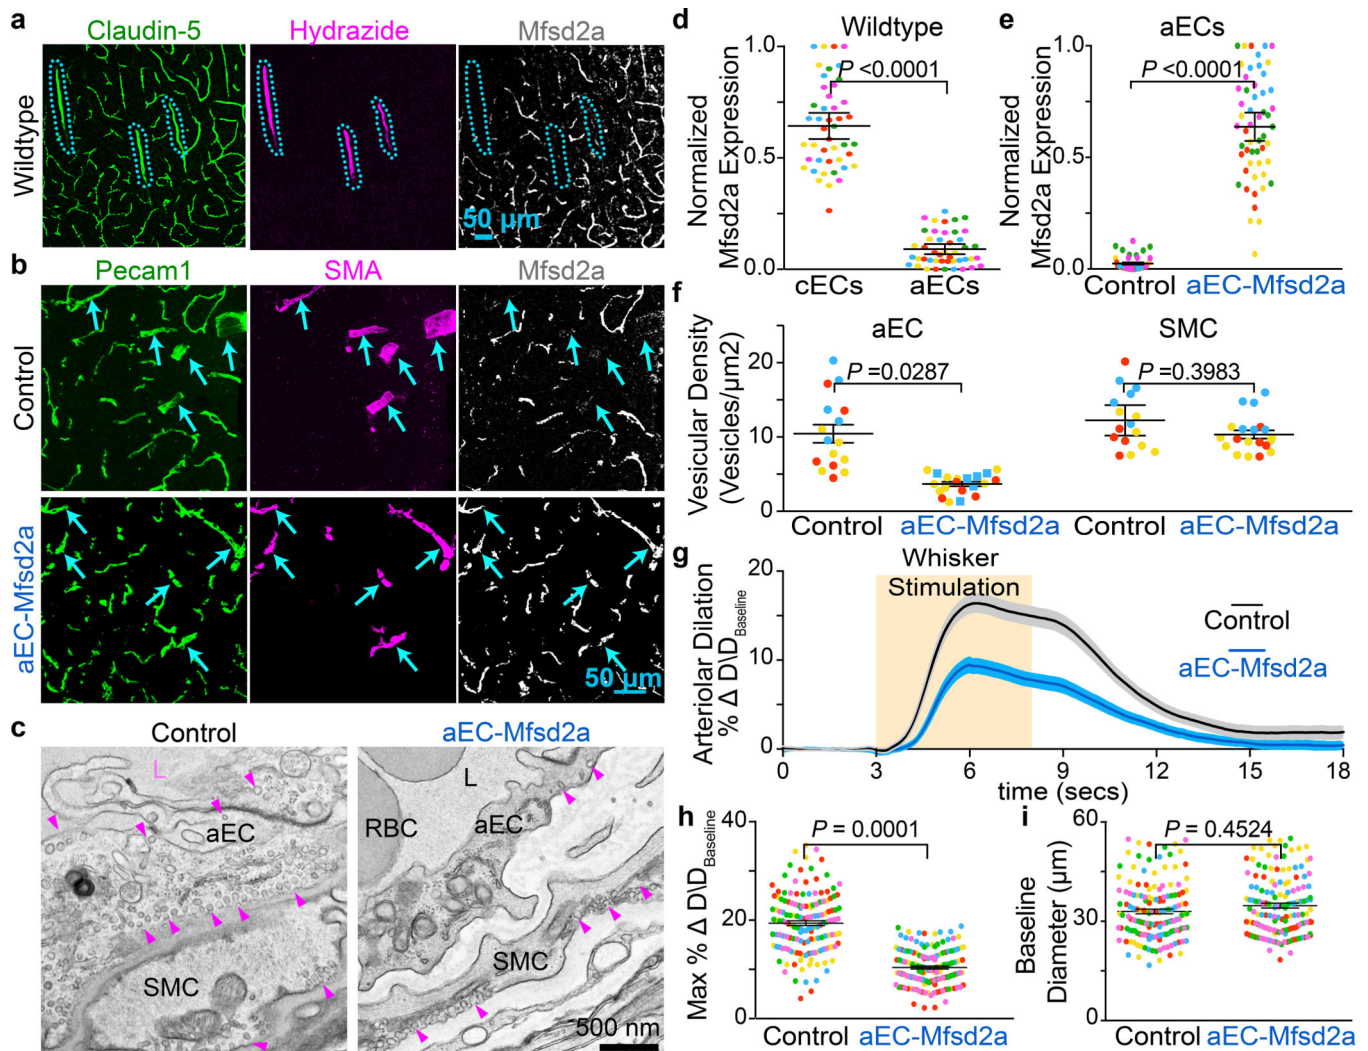 a
Claudin-5
Hydrazide
Mfsd2a
Wildtype
50 μm
b
Pecam1
SMA
Mfsd2a
Control
aEC-Mfsd2a
50 μm
c
Control
aEC-Mfsd2a
L
aEC
SMC
L
RBC
aEC
SMC
500 nm
d
Wildtype
Normalized
Mfsd2a Expression
1.0
0.5
0.0
P <0.0001
cECs
aECs
e
aECs
Normalized
Mfsd2a Expression
1.0
0.5
0.0
P <0.0001
Control
aEC-Mfsd2a
f
aEC
SMC
Vesicular Density
(Vesicles/μm2)
20
10
0
P =0.0287
P =0.3983
Control
aEC-Mfsd2a
Control
aEC-Mfsd2a
g
Whisker
Stimulation
Arteriolar Dilation
% Δ D\D Baseline
20
10
0
Control
aEC-Mfsd2a
0
3
6
9
12
15
18
time (secs)
h
Max % Δ D\D Baseline
40
20
0
P = 0.0001
Control
aEC-Mfsd2a
i
Baseline
Diameter (μm)
60
30
0
P = 0.4524
Control
aEC-Mfsd2a